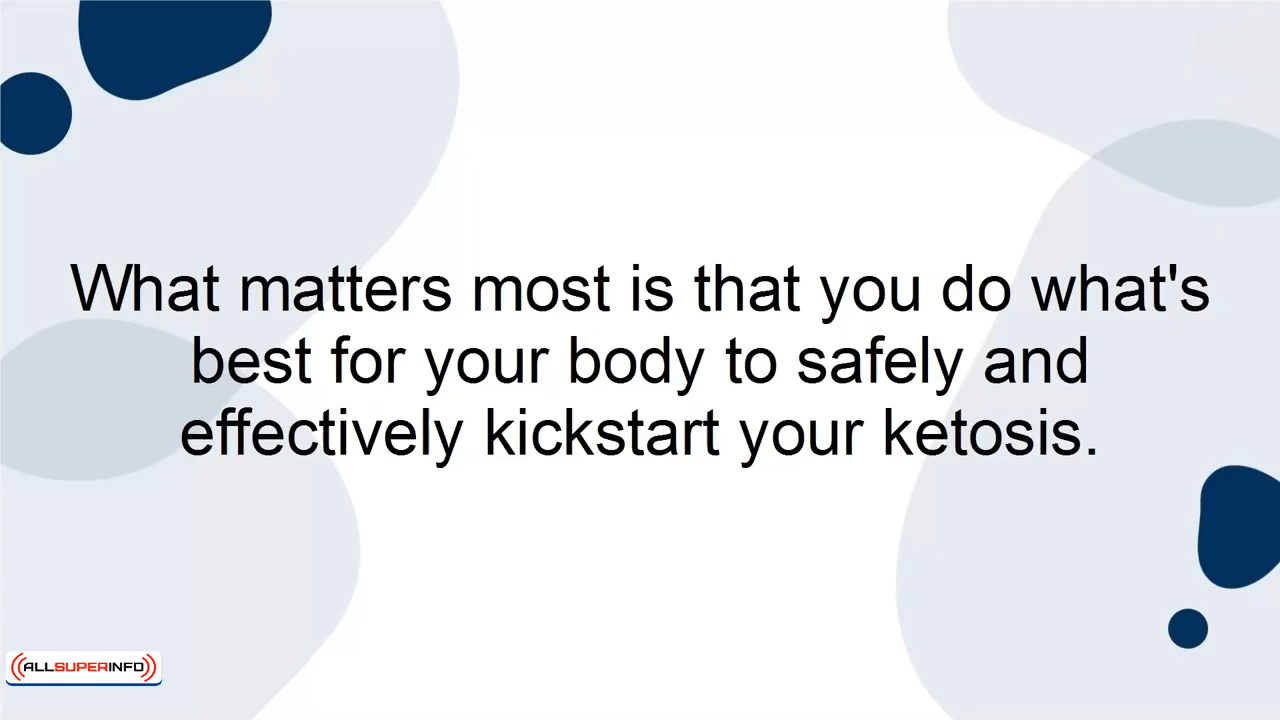 What matters most is that you do what's
best for your body to safely and
effectively kickstart your ketosis.
ALLSUPERINFO